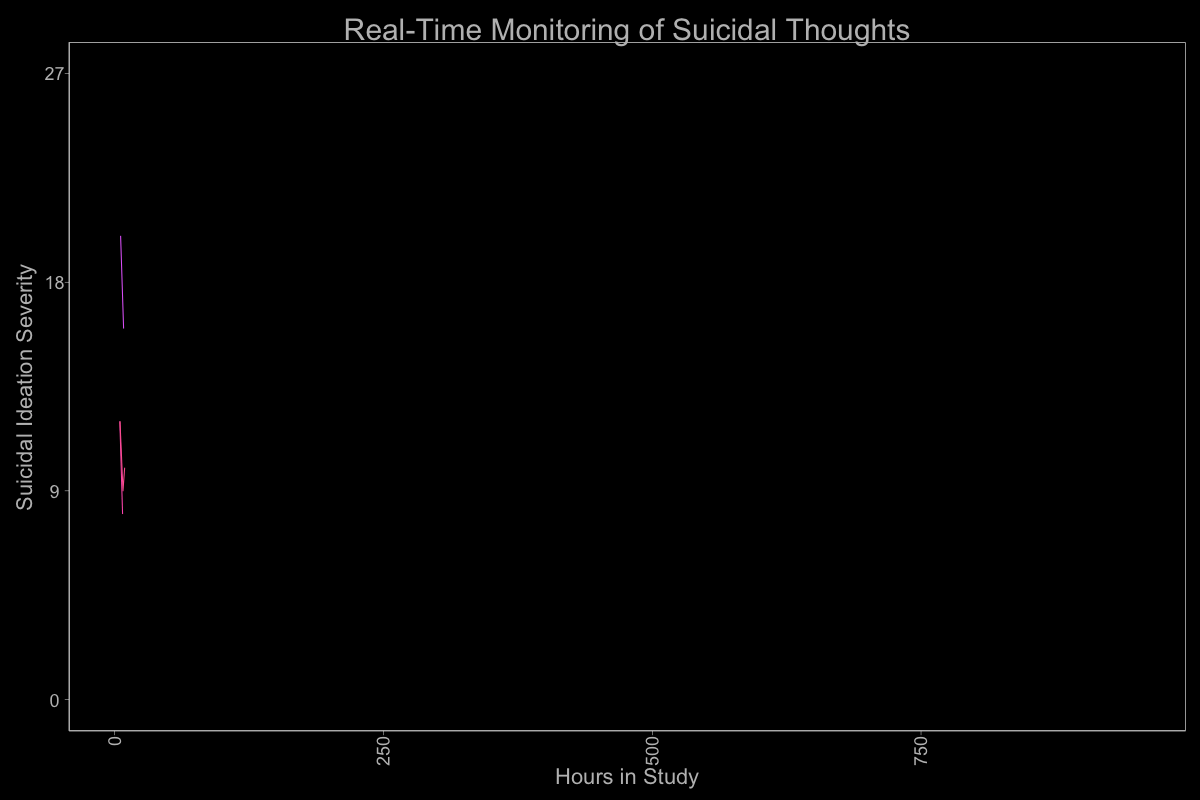 Real-Time Monitoring of Suicidal Thoughts
27
18
9
0
Suicidal Ideation Severity
0
250
500
750
Hours in Study